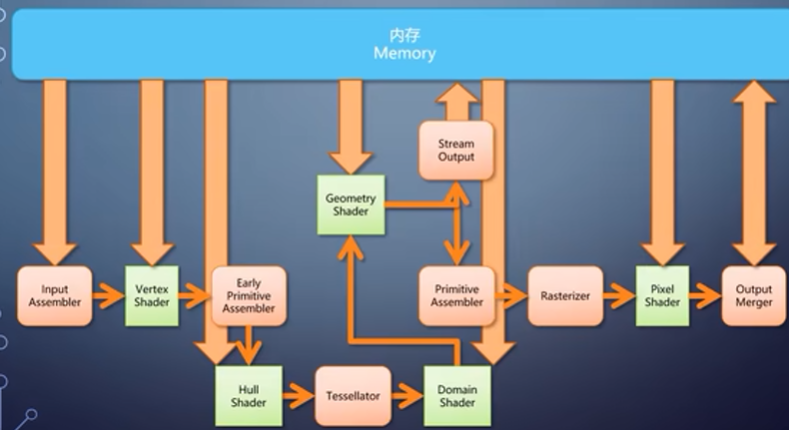 内存
Memory
Stream
Output
Geometry
Shader
Input
Assembler
Vertex
Shader
Early
Primitive
Assembler
Primitive
Assembler
Rasterizer
Pixel
Shader
Output
Merger
Hull
Shader
Tessellator
Domain
Shader